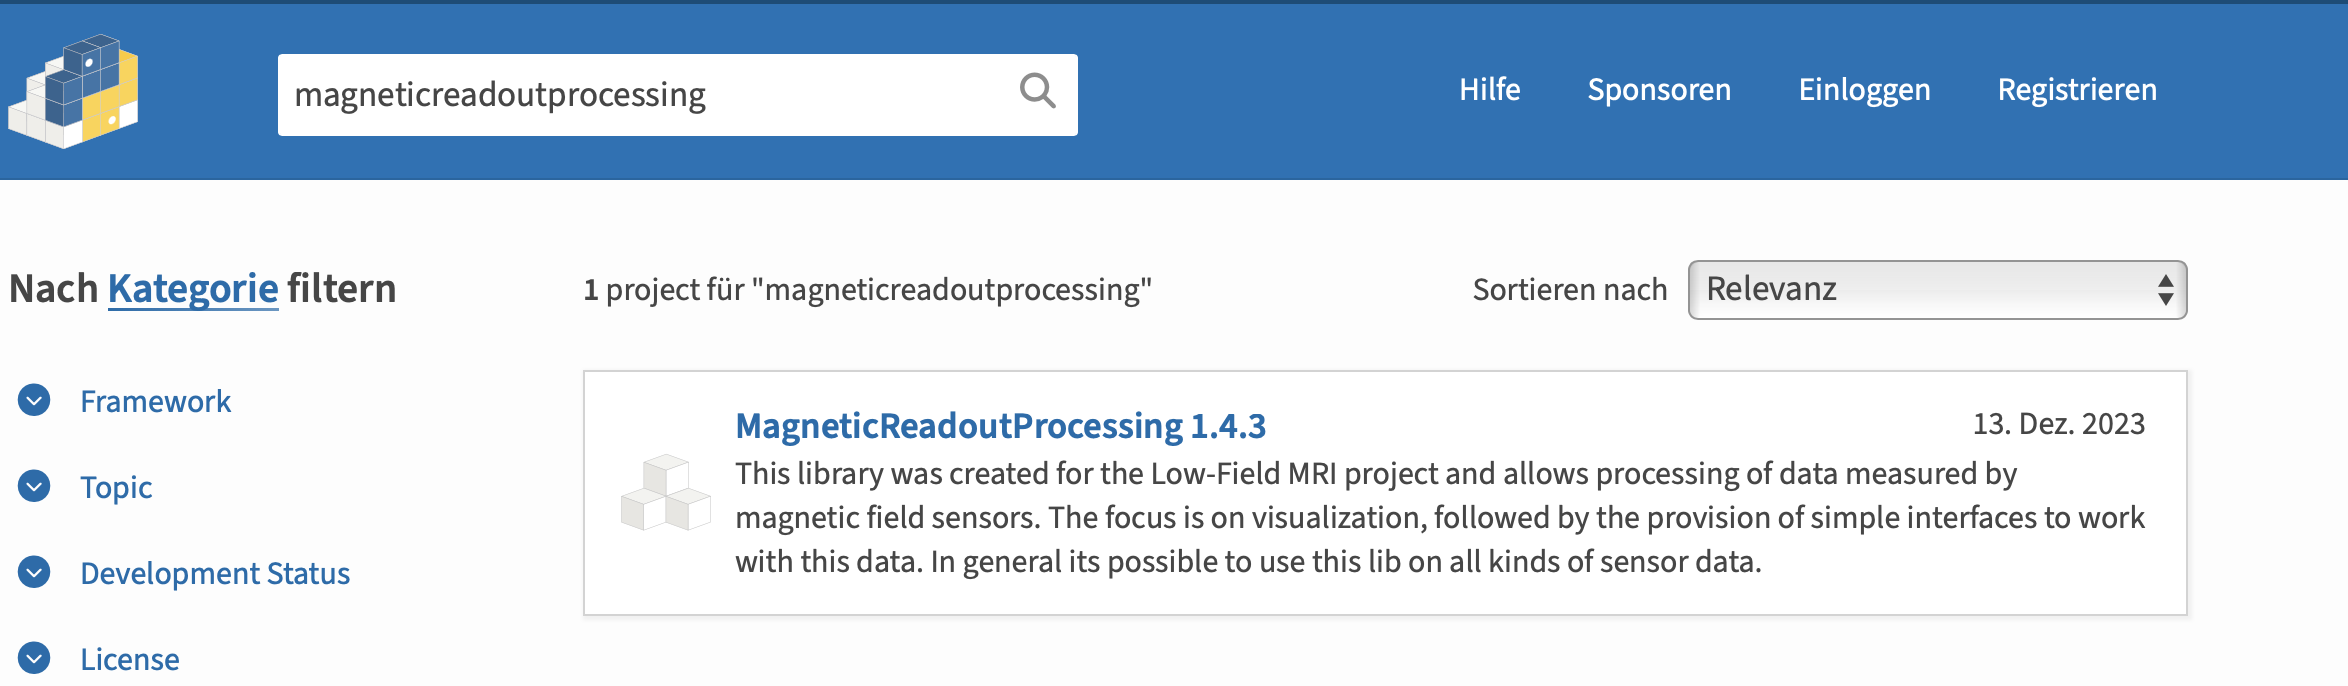 magneticreadoutprocessing
Hilfe
Sponsoren
Einloggen
Registrieren
Nach Kategorie filtern
1 project für "magneticreadoutprocessing"
Sortieren nach
Relevanz
Framework
Topic
Development Status
License
MagneticReadoutProcessing 1.4.3
13. Dez. 2023
This library was created for the Low-Field MRI project and allows processing of data measured by
magnetic field sensors. The focus is on visualization, followed by the provision of simple interfaces to work
with this data. In general its possible to use this lib on all kinds of sensor data.